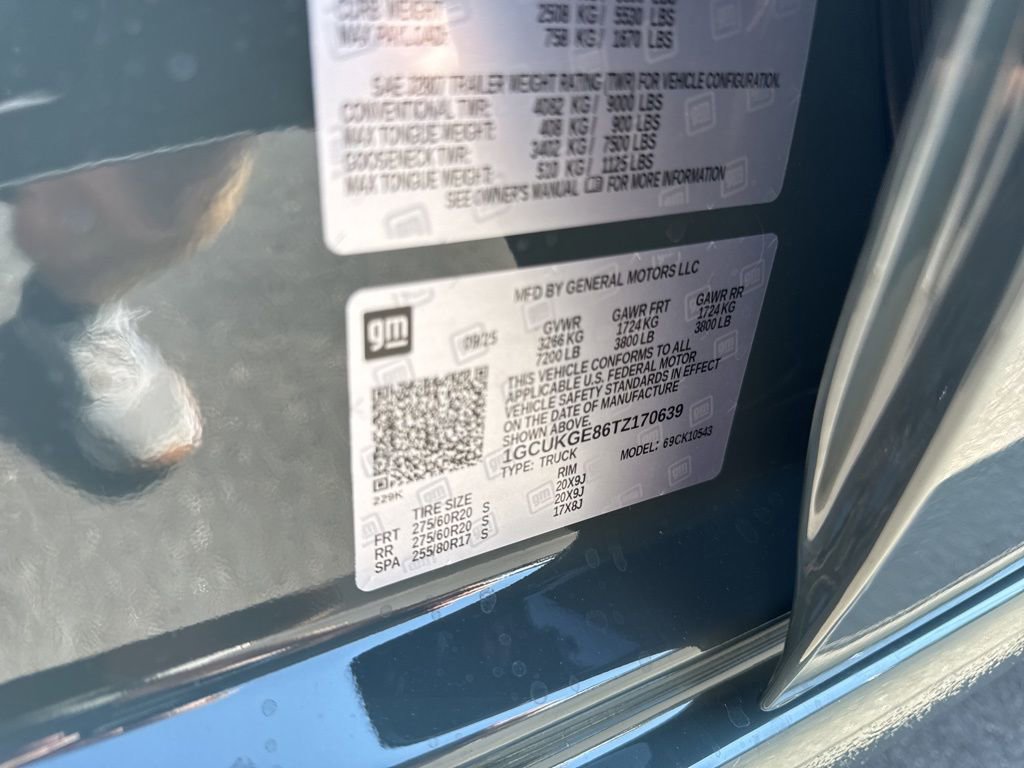 CURB WEIGHT: 2508 KG / 5530 LBS
MAX PAYLOAD: 758 KG / 1670 LBS
SAE J2807 TRAILER WEIGHT RATING (TWR) FOR VEHICLE CONFIGURATION.
CONVENTIONAL TWR: 4082 KG / 9000 LBS
MAX TONGUE WEIGHT: 408 KG / 900 LBS
GOOSENECK TWR: 3402 KG / 7500 LBS
MAX TONGUE WEIGHT: 510 KG / 1125 LBS
SEE OWNER'S MANUAL FOR MORE INFORMATION
MFD BY GENERAL MOTORS LLC
gm
09/25
GVWR GAWR FRT GAWR RR
3266 KG 1724 KG 1724 KG
7200 LB 3800 LB 3800 LB
THIS VEHICLE CONFORMS TO ALL
APPLICABLE U.S. FEDERAL MOTOR
VEHICLE SAFETY STANDARDS IN EFFECT
ON THE DATE OF MANUFACTURE
SHOWN ABOVE.
1GCUKGE86TZ170639
TYPE: TRUCK MODEL: 69CK10543
229K
TIRE SIZE RIM
FRT 275/60R20 S 20X9J
RR 275/60R20 S 20X9J
SPA 255/80R17 S 17X8J